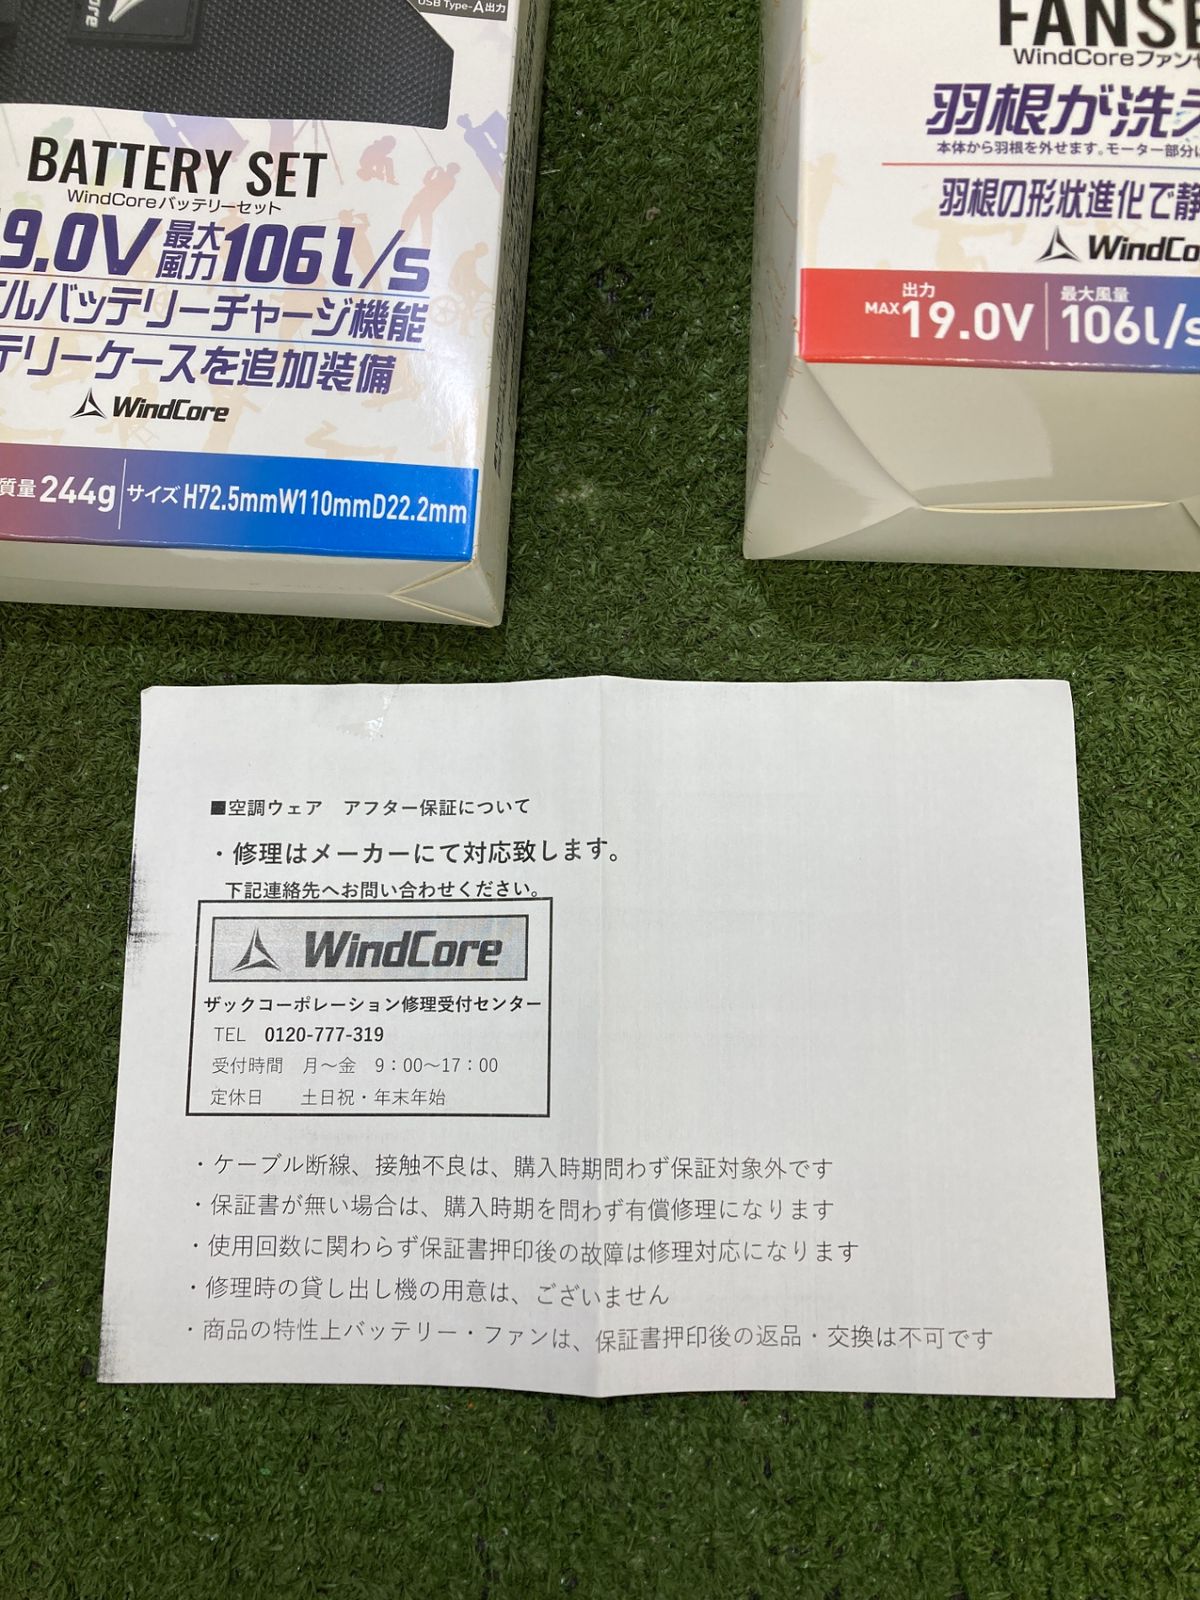 USB Type-A出力
BATTERY SET
WindCoreバッテリーセット
9.0V 最大風力 106l/s
ルバッテリーチャージ機能
テリーケースを追加装備
WindCore
質量 244g サイズ H72.5mmW110mmD22.2mm
FANSE
WindCoreファン
羽根が洗
本体から羽根を外せます。モーター部分
羽根の形状進化で静
WindCo
出力 MAX 19.0V 最大風量 106l/s
■空調ウェア　アフター保証について
・修理はメーカーにて対応致します。
下記連絡先へお問い合わせください。
WindCore
ザックコーポレーション修理受付センター
TEL　0120-777-319
受付時間　月～金　9：00～17：00
定休日　　土日祝・年末年始
・ケーブル断線、接触不良は、購入時期問わず保証対象外です
・保証書が無い場合は、購入時期を問わず有償修理になります
・使用回数に関わらず保証書押印後の故障は修理対応になります
・修理時の貸し出し機の用意は、ございません
・商品の特性上バッテリー・ファンは、保証書押印後の返品・交換は不可です